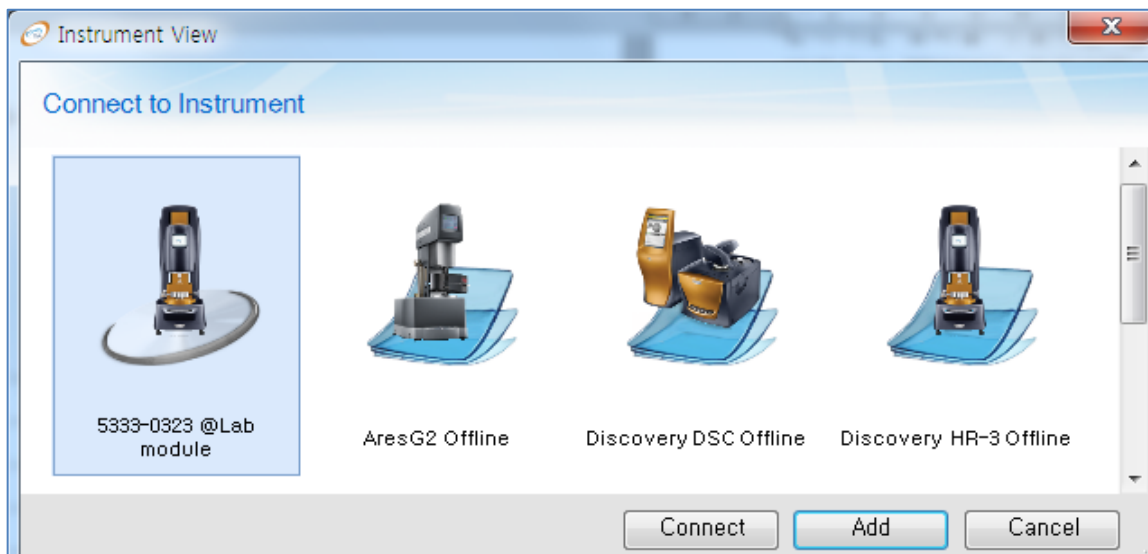 Instrument View
Connect to Instrument
5333-0323 @Lab
module
AresG2 Offline
Discovery DSC Offline
Discovery HR-3 Offline
Connect
Add
Cancel